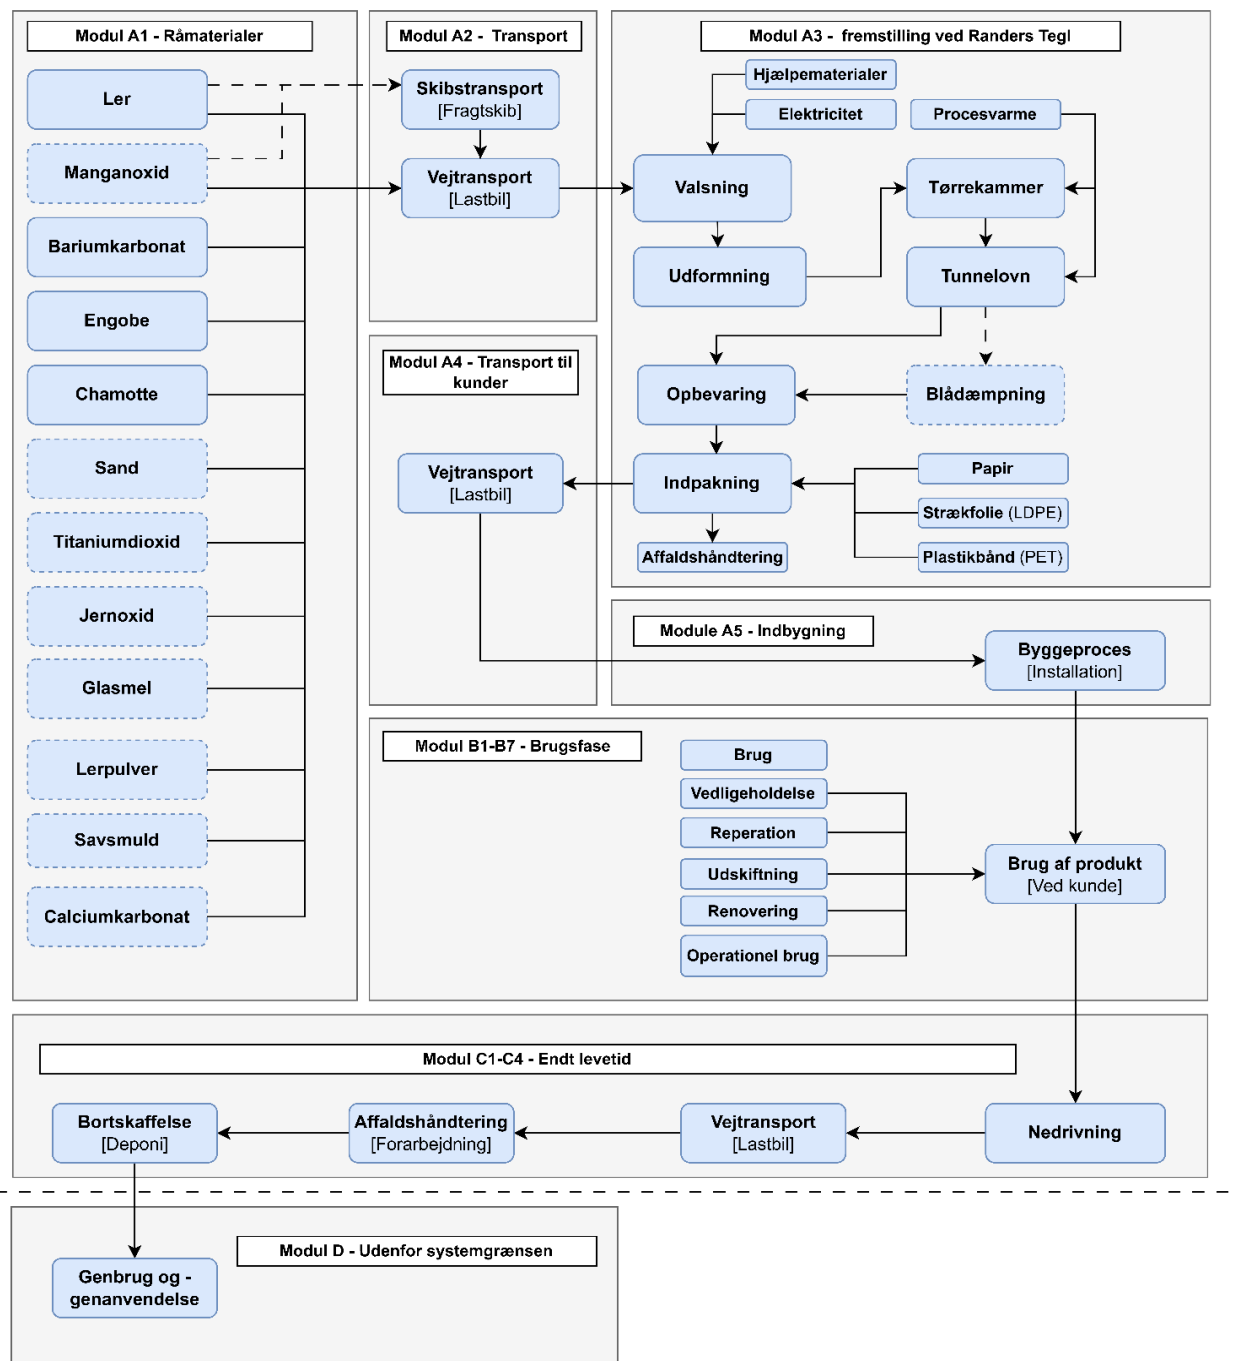 Modul A1 - Råmaterialer
Ler
Manganoxid
Bariumkarbonat
Engobe
Chamotte
Sand
Titaniumdioxid
Jernoxid
Glasmel
Lerpulver
Savsmuld
Calciumkarbonat
Modul A2 - Transport
Skibstransport
[Fragtskib]
Vejtransport
[Lastbil]
Modul A3 - fremstilling ved Randers Tegl
Hjælpematerialer
Elektricitet
Procesvarme
Valsning
Tørrekammer
Udformning
Tunnelovn
Opbevaring
Blådæmpning
Indpakning
Papir
Strækfolie (LDPE)
Plastikbånd (PET)
Affaldshåndtering
Modul A4 - Transport til
kunder
Vejtransport
[Lastbil]
Module A5 - Indbygning
Byggeproces
[Installation]
Modul B1-B7 - Brugsfase
Brug
Vedligeholdelse
Reperation
Udskiftning
Renovering
Operationel brug
Brug af produkt
[Ved kunde]
Modul C1-C4 - Endt levetid
Bortskaffelse
[Deponi]
Affaldshåndtering
[Forarbejdning]
Vejtransport
[Lastbil]
Nedrivning
Modul D - Udenfor systemgrænsen
Genbrug og -
genanvendelse